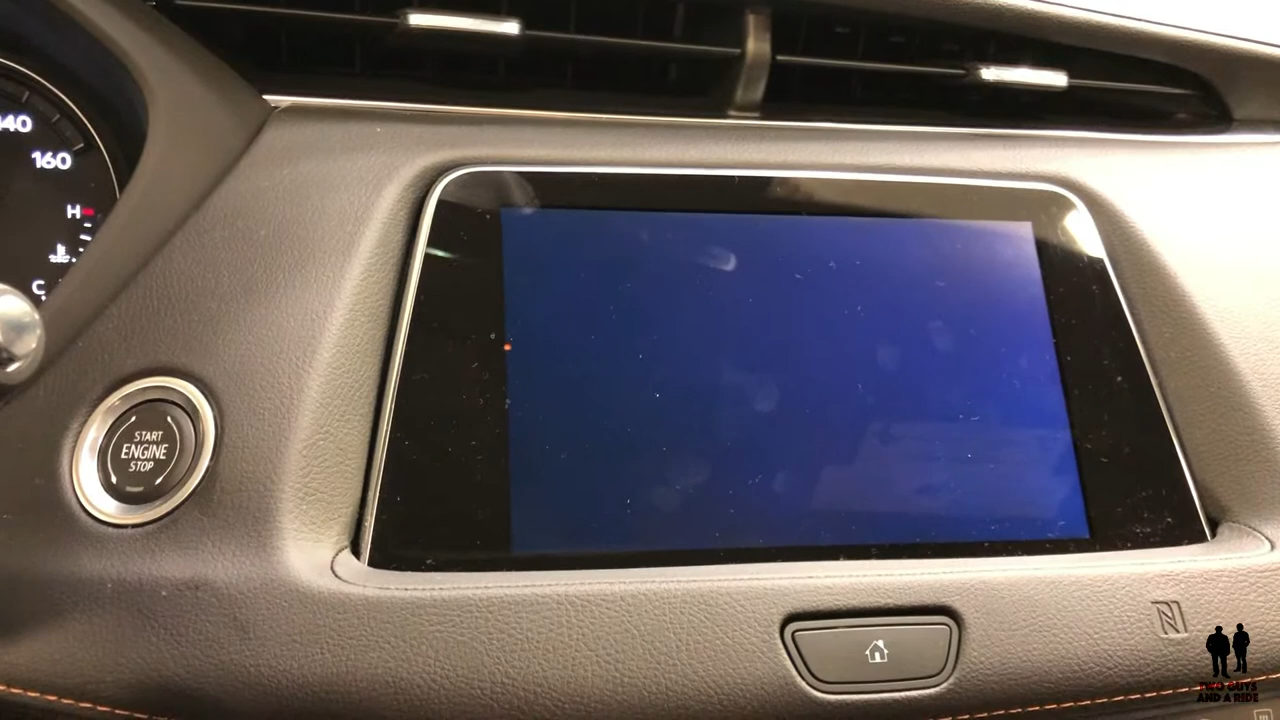 140
160
H
C
START
ENGINE
STOP
TWO GUYS
AND A RIDE